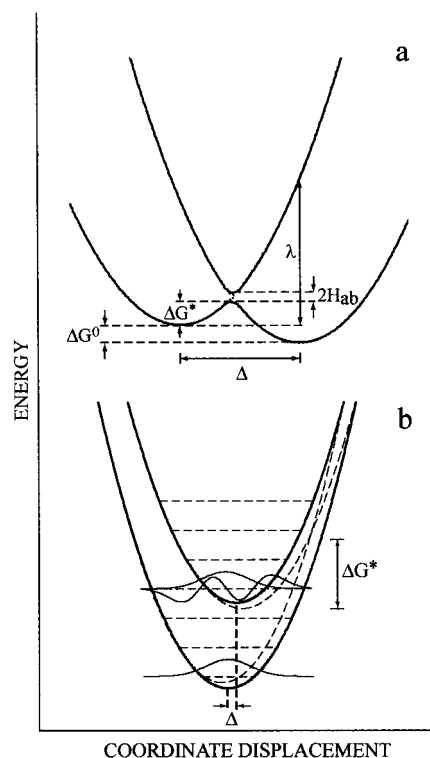 a
λ
2Hab
ΔG*
ΔG⁰
Δ
ENERGY
b
ΔG*
Δ
COORDINATE DISPLACEMENT